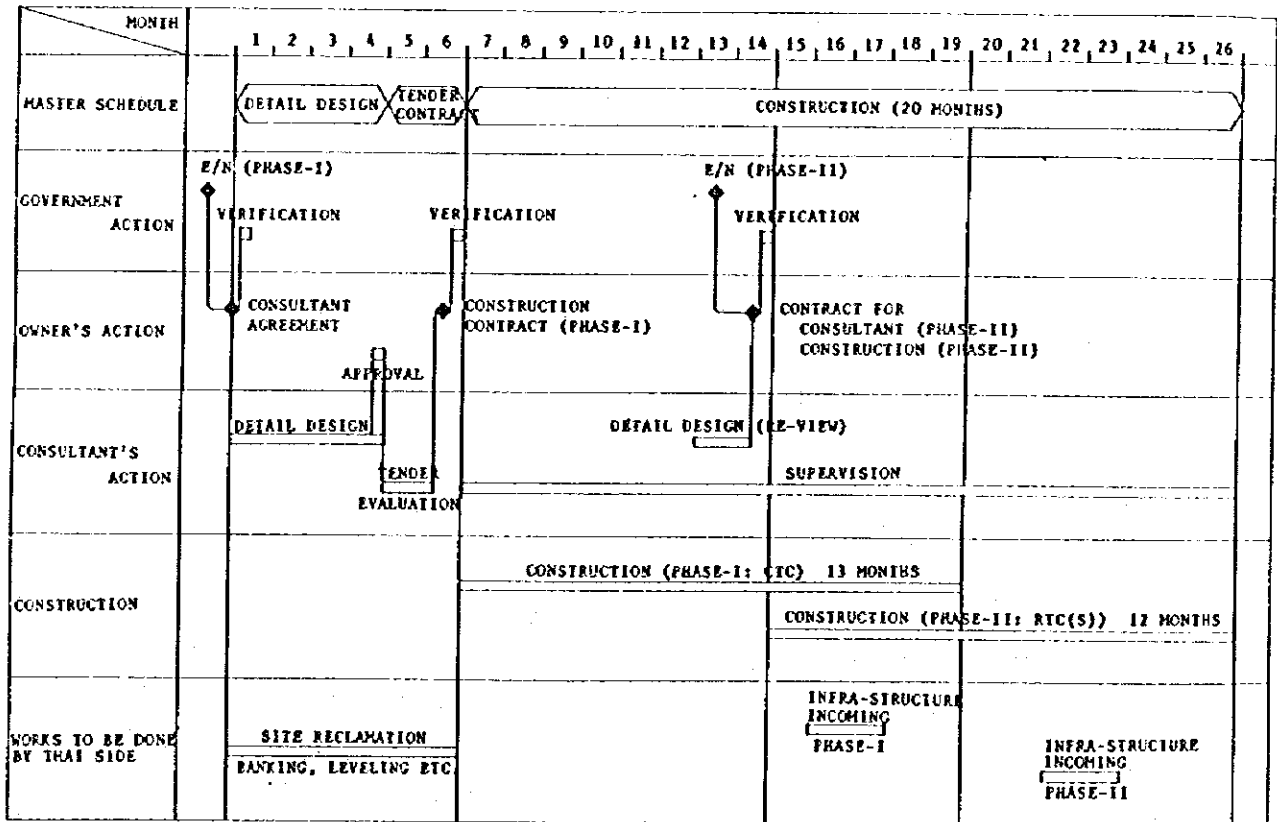 MONTH
1 2 3 4 5 6 7 8 9 10 11 12 13 14 15 16 17 18 19 20 21 22 23 24 25 26
MASTER SCHEDULE
DETAIL DESIGN
TENDER
CONTRACT
CONSTRUCTION (20 MONTHS)
GOVERNMENT
ACTION
E/N (PHASE-I)
E/N (PHASE-II)
VERIFICATION
VERIFICATION
VERIFICATION
OWNER'S ACTION
CONSULTANT
AGREEMENT
CONSTRUCTION
CONTRACT (PHASE-I)
CONTRACT FOR
CONSULTANT (PHASE-II)
CONSTRUCTION (PHASE-II)
APPROVAL
CONSULTANT'S
ACTION
DETAIL DESIGN
DETAIL DESIGN (RE-VIEW)
TENDER
EVALUATION
SUPERVISION
CONSTRUCTION
CONSTRUCTION (PHASE-I: CTC) 13 MONTHS
CONSTRUCTION (PHASE-II: RTC(S)) 12 MONTHS
WORKS TO BE DONE
BY THAI SIDE
SITE RECLAMATION
BANKING, LEVELING ETC
INFRA-STRUCTURE
INCOMING
PHASE-I
INFRA-STRUCTURE
INCOMING
PHASE-II